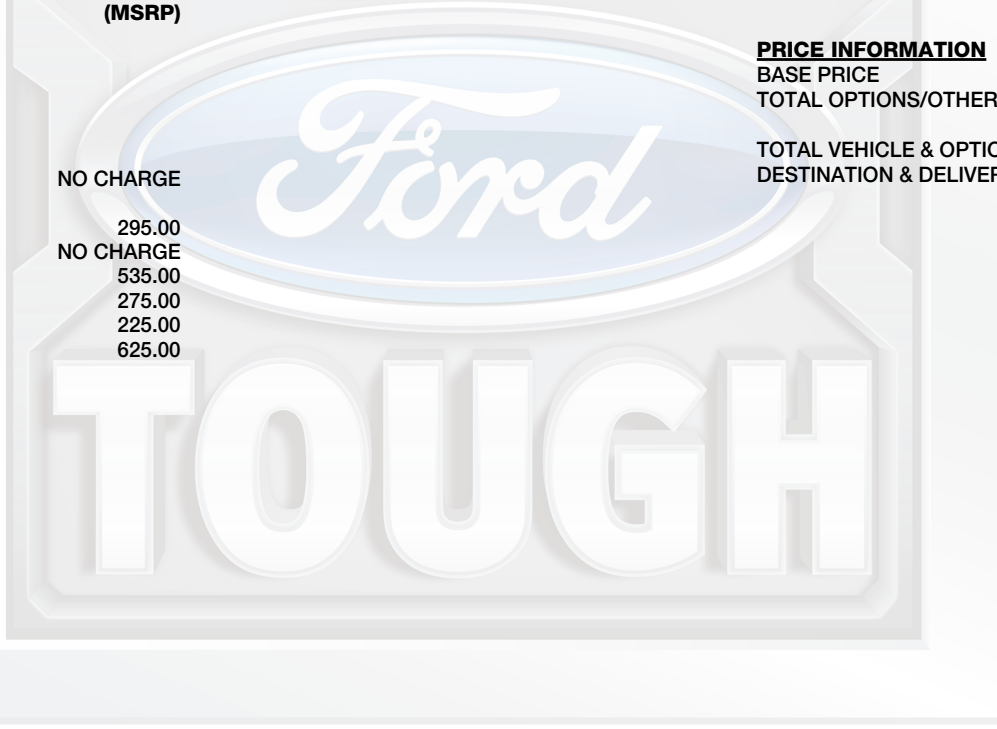 (MSRP)
NO CHARGE
295.00
NO CHARGE
535.00
275.00
225.00
625.00
PRICE INFORMATION
BASE PRICE
TOTAL OPTIONS/OTHER
TOTAL VEHICLE & OPTIO
DESTINATION & DELIVER
Ford
TOUGH